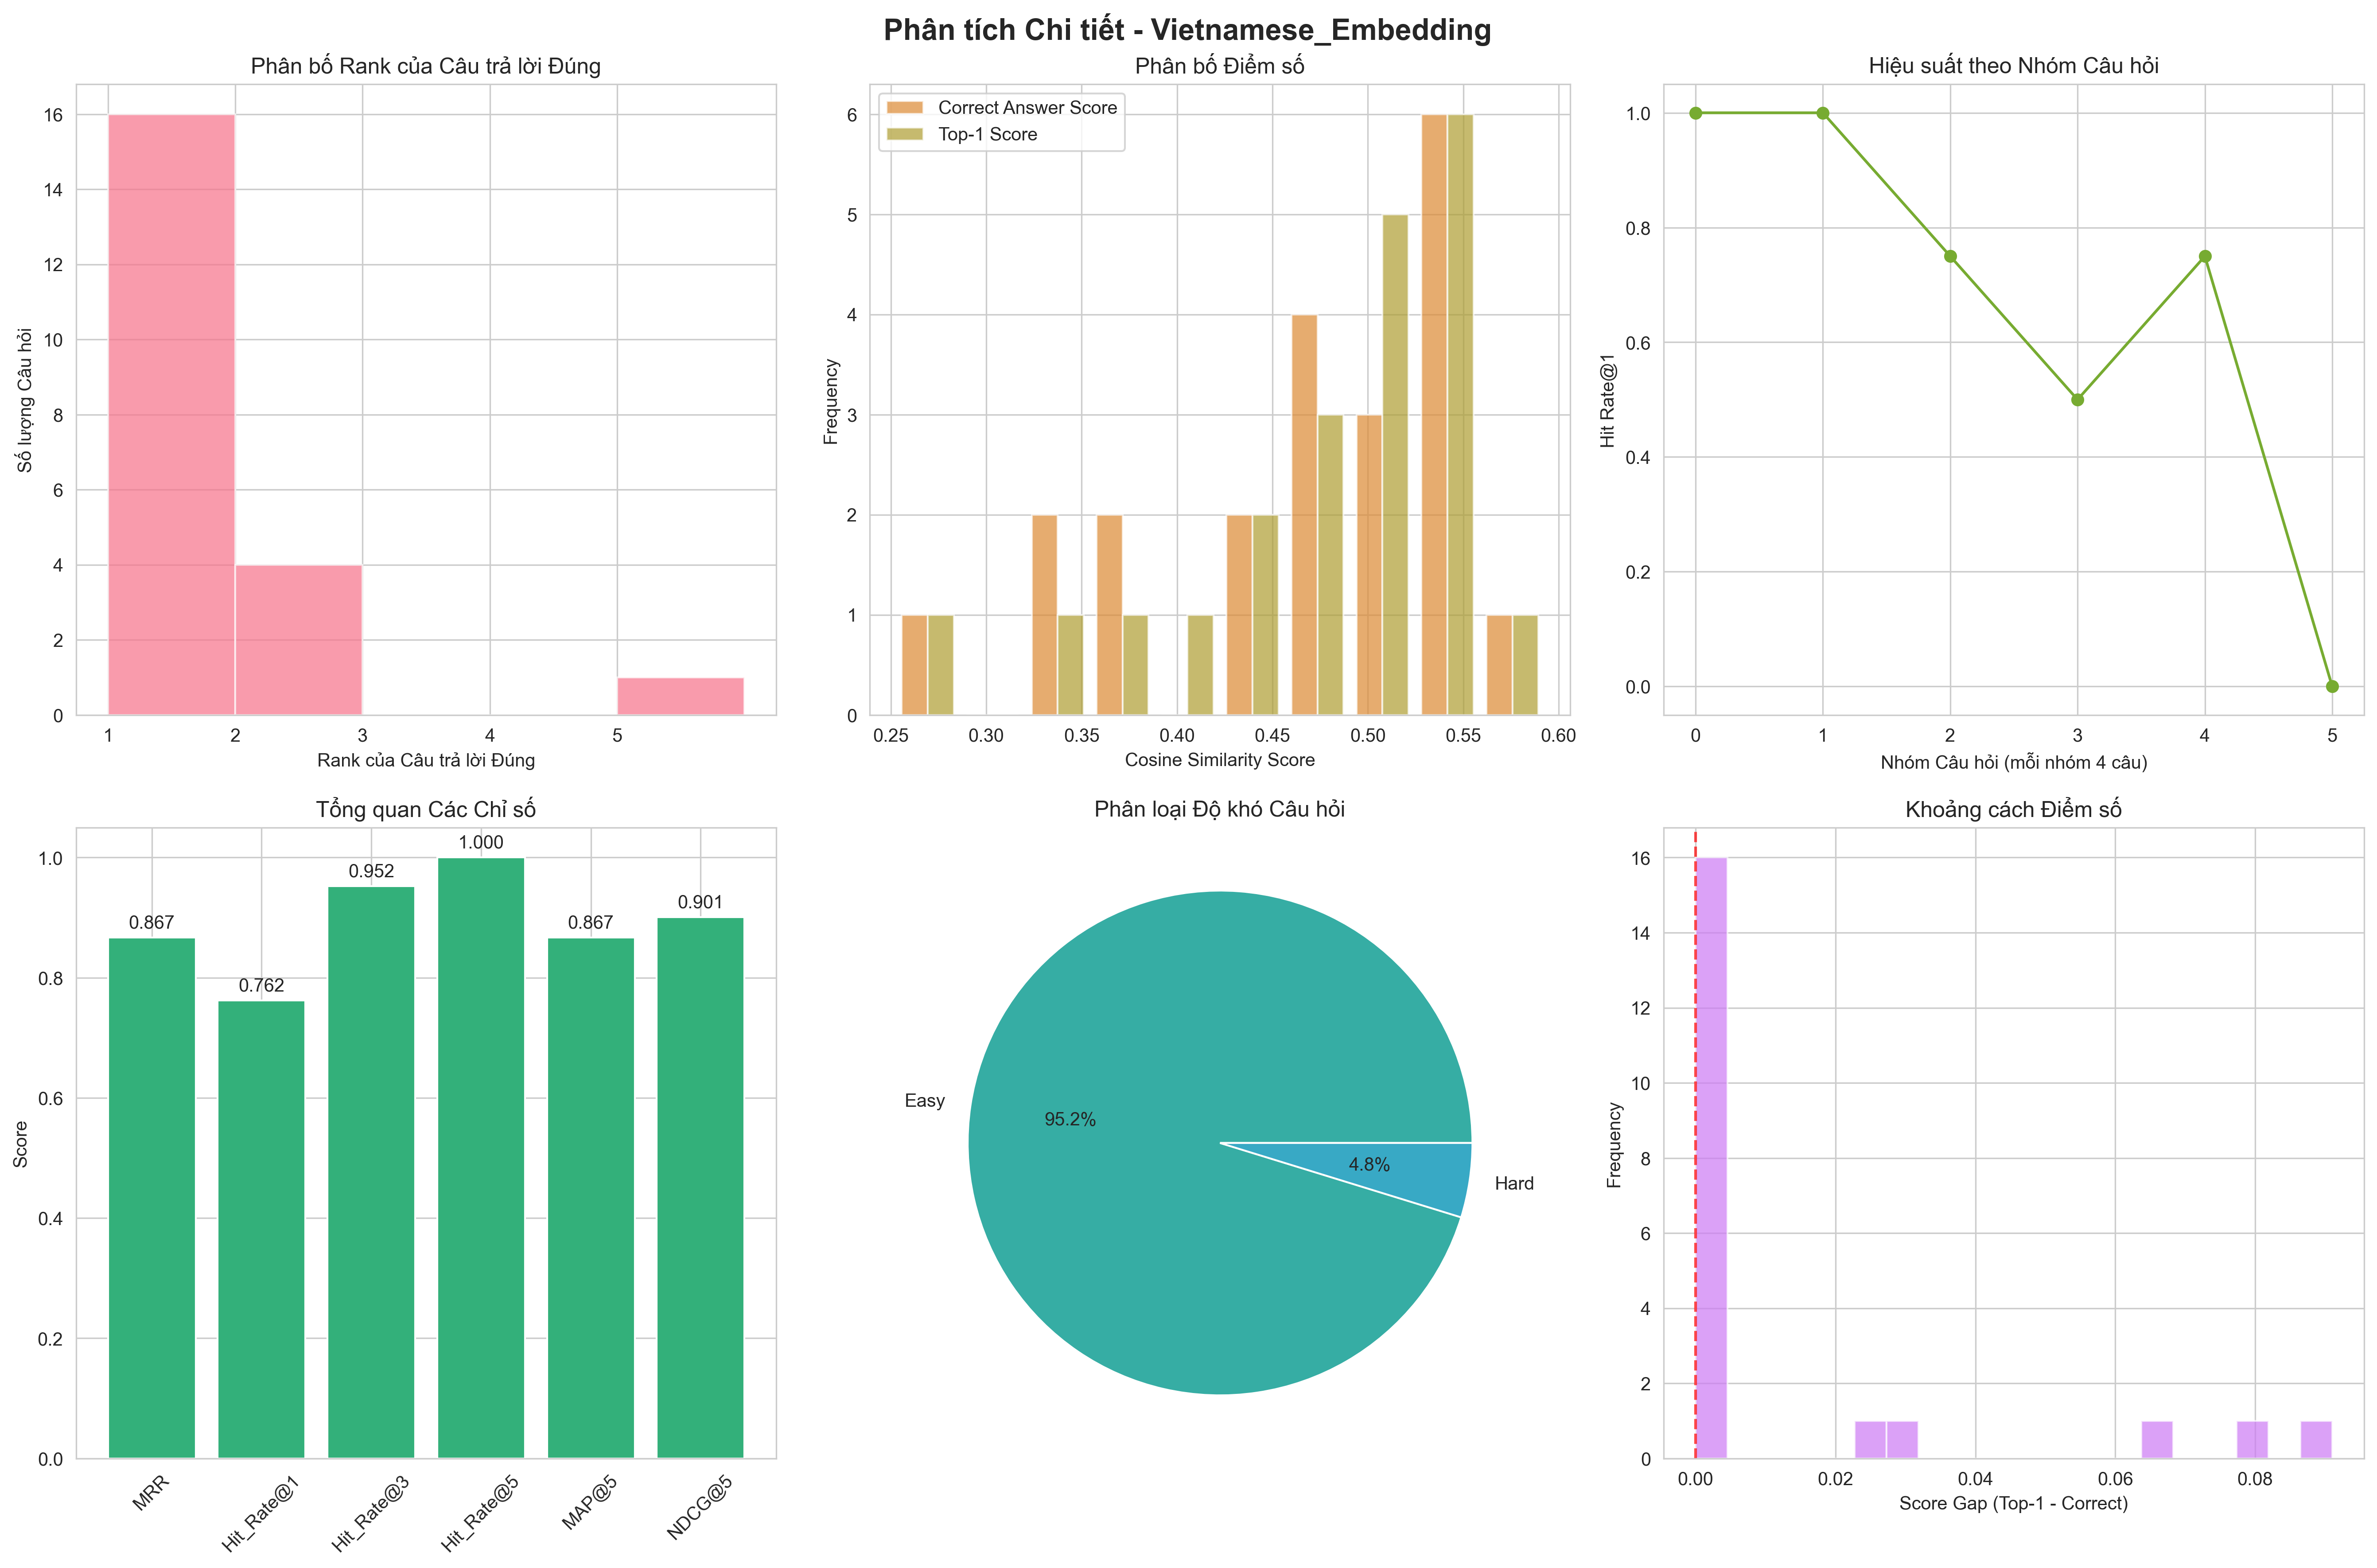 Phân tích Chi tiết - Vietnamese_Embedding
Phân bố Rank của Câu trả lời Đúng
Số lượng Câu hỏi
16
14
12
10
8
6
4
2
0
1
2
3
4
5
Rank của Câu trả lời Đúng
Phân bố Điểm số
Correct Answer Score
Top-1 Score
Frequency
6
5
4
3
2
1
0
0.25
0.30
0.35
0.40
0.45
0.50
0.55
0.60
Cosine Similarity Score
Hiệu suất theo Nhóm Câu hỏi
Hit Rate@1
1.0
0.8
0.6
0.4
0.2
0.0
0
1
2
3
4
5
Nhóm Câu hỏi (mỗi nhóm 4 câu)
Tổng quan Các Chỉ số
Score
1.0
0.8
0.6
0.4
0.2
0.0
0.867
0.762
0.952
1.000
0.867
0.901
MRR
Hit_Rate@1
Hit_Rate@3
Hit_Rate@5
MAP@5
NDCG@5
Phân loại Độ khó Câu hỏi
Easy
95.2%
4.8%
Hard
Khoảng cách Điểm số
Frequency
16
14
12
10
8
6
4
2
0
0.00
0.02
0.04
0.06
0.08
Score Gap (Top-1 - Correct)